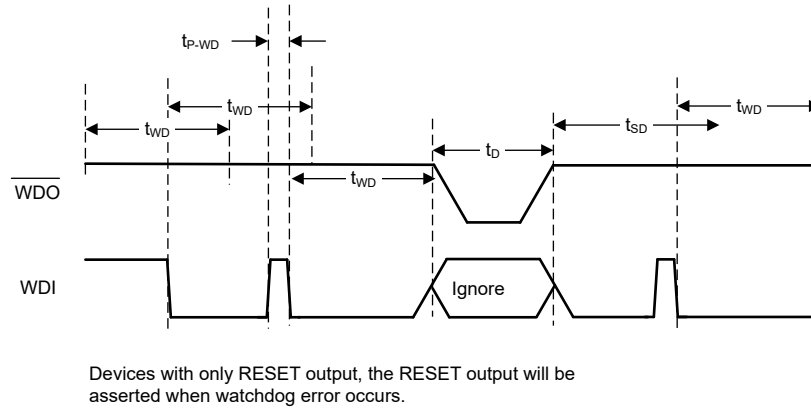 tP-WD
tWD
tWD
tSD
tWD
tD
tWD
WDO
WDI
Ignore
Devices with only RESET output, the RESET output will be
asserted when watchdog error occurs.